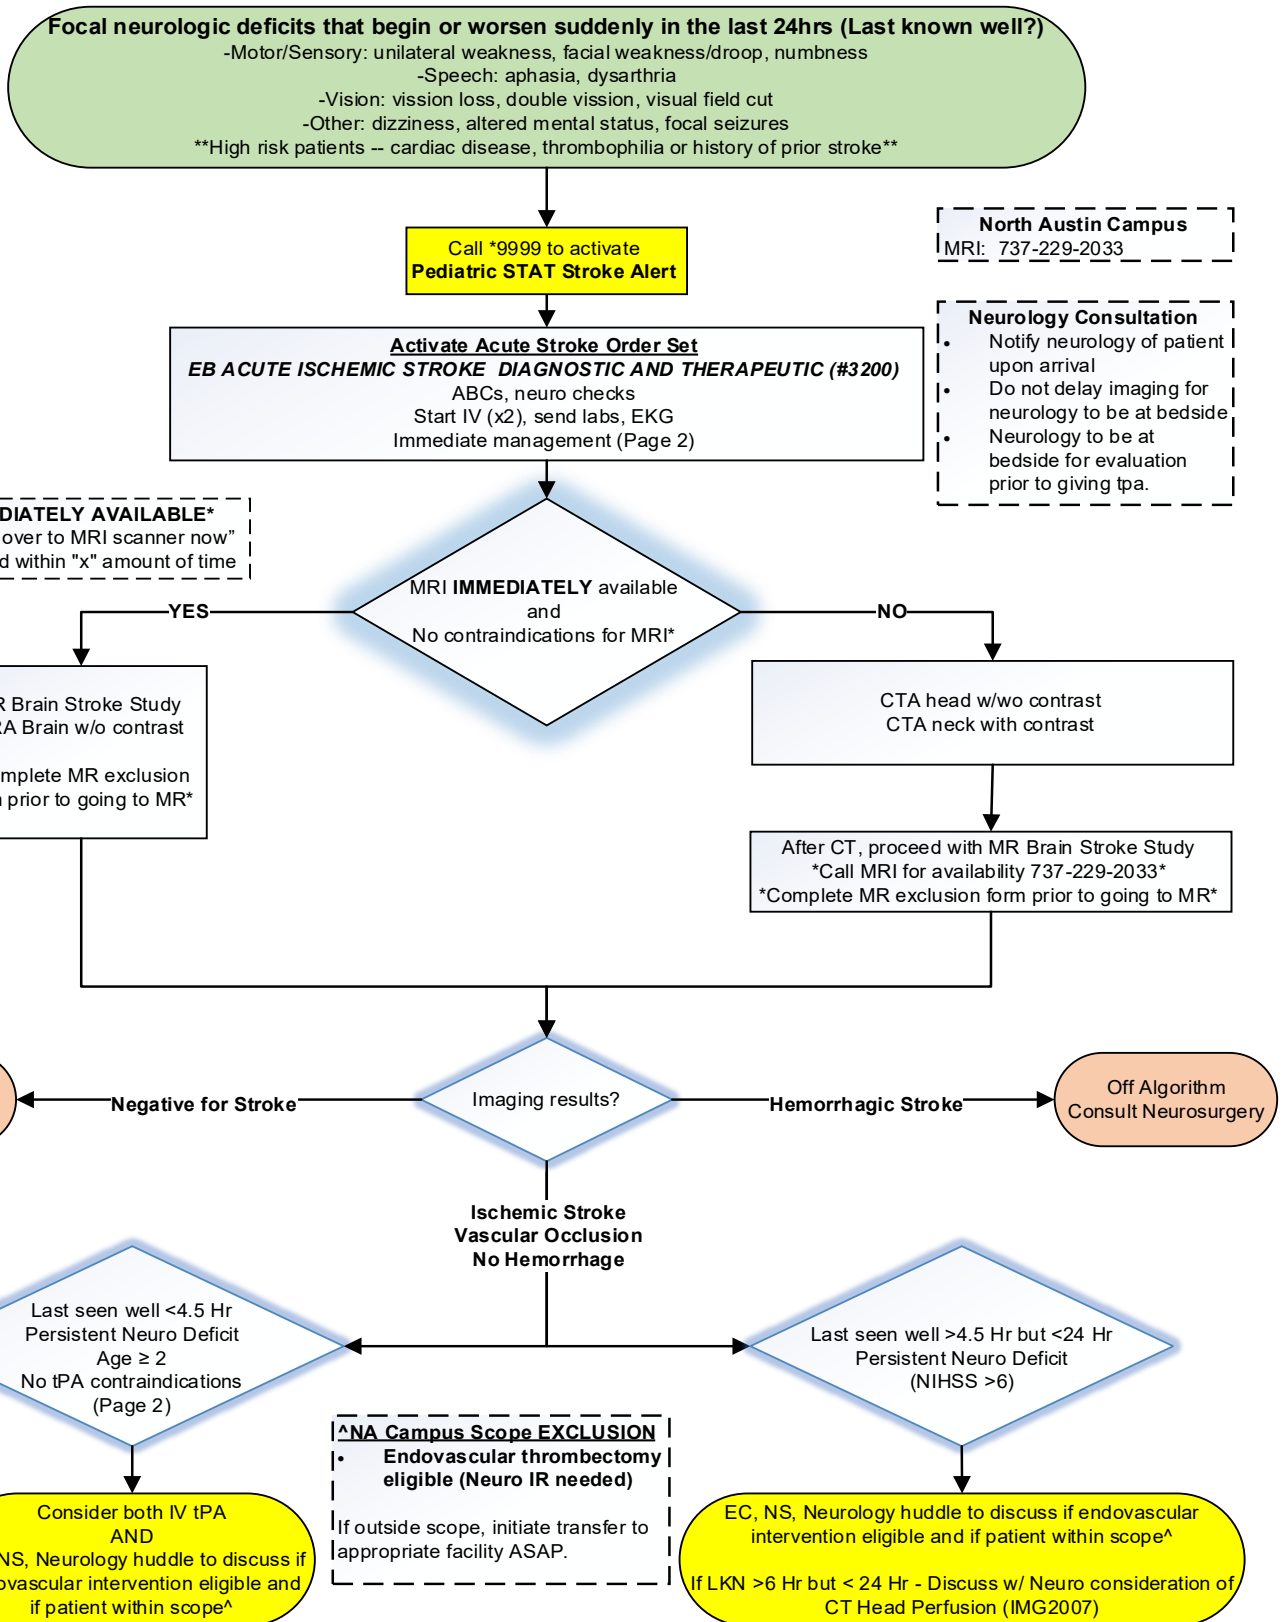 Focal neurologic deficits that begin or worsen suddenly in the last 24hrs (Last known well?)
-Motor/Sensory: unilateral weakness, facial weakness/droop, numbness
-Speech: aphasia, dysarthria
-Vision: vission loss, double vission, visual field cut
-Other: dizziness, altered mental status, focal seizures
**High risk patients -- cardiac disease, thrombophilia or history of prior stroke**
Call *9999 to activate
Pediatric STAT Stroke Alert
North Austin Campus
MRI: 737-229-2033
Activate Acute Stroke Order Set
EB ACUTE ISCHEMIC STROKE DIAGNOSTIC AND THERAPEUTIC (#3200)
ABCs, neuro checks
Start IV (x2), send labs, EKG
Immediate management (Page 2)
Neurology Consultation
• Notify neurology of patient
upon arrival
• Do not delay imaging for
neurology to be at bedside
• Neurology to be at
bedside for evaluation
prior to giving tpa.
DIATELY AVAILABLE*
over to MRI scanner now”
d within "x" amount of time
MRI IMMEDIATELY available
and
No contraindications for MRI*
YES
NO
R Brain Stroke Study
RA Brain w/o contrast
mplete MR exclusion
prior to going to MR*
CTA head w/wo contrast
CTA neck with contrast
After CT, proceed with MR Brain Stroke Study
*Call MRI for availability 737-229-2033*
*Complete MR exclusion form prior to going to MR*
Imaging results?
Negative for Stroke
Hemorrhagic Stroke
Off Algorithm
Consult Neurosurgery
Ischemic Stroke
Vascular Occlusion
No Hemorrhage
Last seen well <4.5 Hr
Persistent Neuro Deficit
Age ≥ 2
No tPA contraindications
(Page 2)
Last seen well >4.5 Hr but <24 Hr
Persistent Neuro Deficit
(NIHSS >6)
^NA Campus Scope EXCLUSION
• Endovascular thrombectomy
eligible (Neuro IR needed)
If outside scope, initiate transfer to
appropriate facility ASAP.
Consider both IV tPA
AND
NS, Neurology huddle to discuss if
ovascular intervention eligible and
if patient within scope^
EC, NS, Neurology huddle to discuss if endovascular
intervention eligible and if patient within scope^
If LKN >6 Hr but < 24 Hr - Discuss w/ Neuro consideration of
CT Head Perfusion (IMG2007)